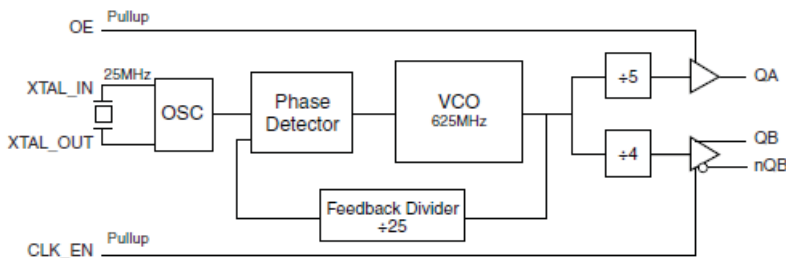 OE
Pullup
XTAL_IN
25MHz
XTAL_OUT
OSC
Phase
Detector
VCO
625MHz
÷5
QA
÷4
QB
nQB
Feedback Divider
÷25
CLK_EN
Pullup